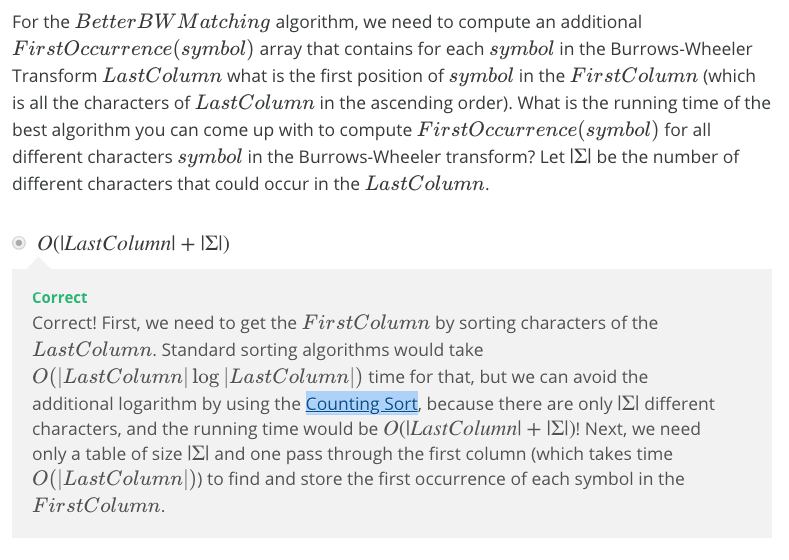 For the BetterBWMatching algorithm, we need to compute an additional
FirstOccurrence(symbol) array that contains for each symbol in the Burrows-Wheeler
Transform LastColumn what is the first position of symbol in the FirstColumn (which
is all the characters of LastColumn in the ascending order). What is the running time of the
best algorithm you can come up with to compute FirstOccurrence(symbol) for all
different characters symbol in the Burrows-Wheeler transform? Let |Σ| be the number of
different characters that could occur in the LastColumn.
O(|LastColumn| + |Σ|)
Correct
Correct! First, we need to get the FirstColumn by sorting characters of the
LastColumn. Standard sorting algorithms would take
O(|LastColumn| log |LastColumn|) time for that, but we can avoid the
additional logarithm by using the Counting Sort, because there are only |Σ| different
characters, and the running time would be O(|LastColumn| + |Σ|)! Next, we need
only a table of size |Σ| and one pass through the first column (which takes time
O(|LastColumn|)) to find and store the first occurrence of each symbol in the
FirstColumn.